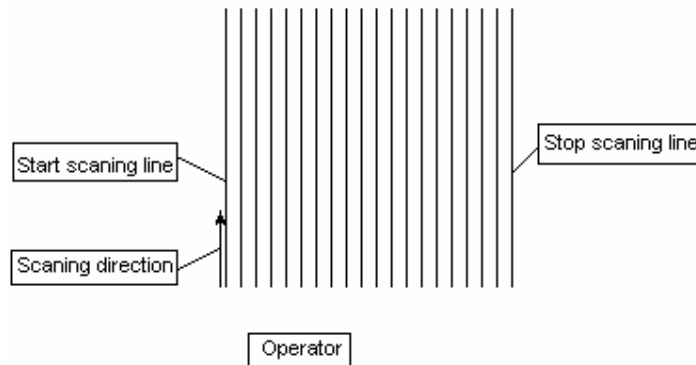 Stop scaning line
Start scaning line
Scaning direction
Operator